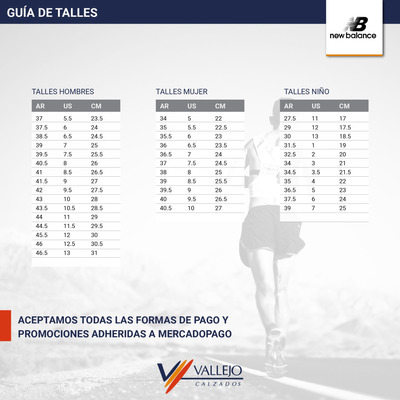 GUÍA DE TALLES
NB
new balance
TALLES HOMBRES
AR US CM
37 5.5 23.5
37.5 6 24
38.5 6.5 24.5
39 7 25
39.5 7.5 25.5
40.5 8 26
41 8.5 26.5
41.5 9 27
42 9.5 27.5
43 10 28
43.5 10.5 28.5
44 11 29
44.5 11.5 29.5
45.5 12 30
46 12.5 30.5
46.5 13 31
TALLES MUJER
AR US CM
34 5 22
35 5.5 22.5
35.5 6 23
36 6.5 23.5
36.5 7 24
37 7.5 24.5
38 8 25
39 8.5 25.5
39.5 9 26
40 9.5 26.5
40.5 10 27
TALLES NIÑO
AR US CM
27.5 11 17
29 12 17.5
30 13 18.5
31.5 1 19
32.5 2 20
34 3 21
34.5 3.5 21.5
35 4 22
36.5 5 23
37.5 6 24
39 7 25
ACEPTAMOS TODAS LAS FORMAS DE PAGO Y
PROMOCIONES ADHERIDAS A MERCADOPAGO
VALLEJO
CALZADOS